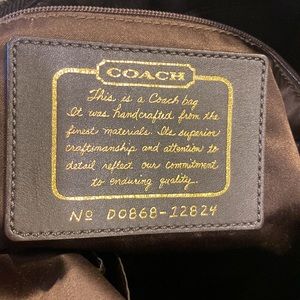 COACH
This is a Coach bag
It was handcrafted from the
finest materials. Its superior
craftsmanship and attention to
detail reflect our commitment
to enduring quality.
No D0868-12824